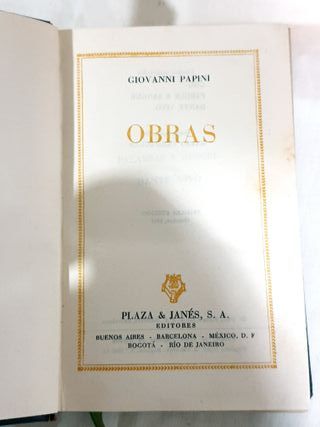 GIOVANNI PAPINI
OBRAS
PLAZA & JANÉS, S. A.
EDITORES
BUENOS AIRES - BARCELONA - MÉXICO, D. F
BOGOTÁ - RÍO DE JANEIRO